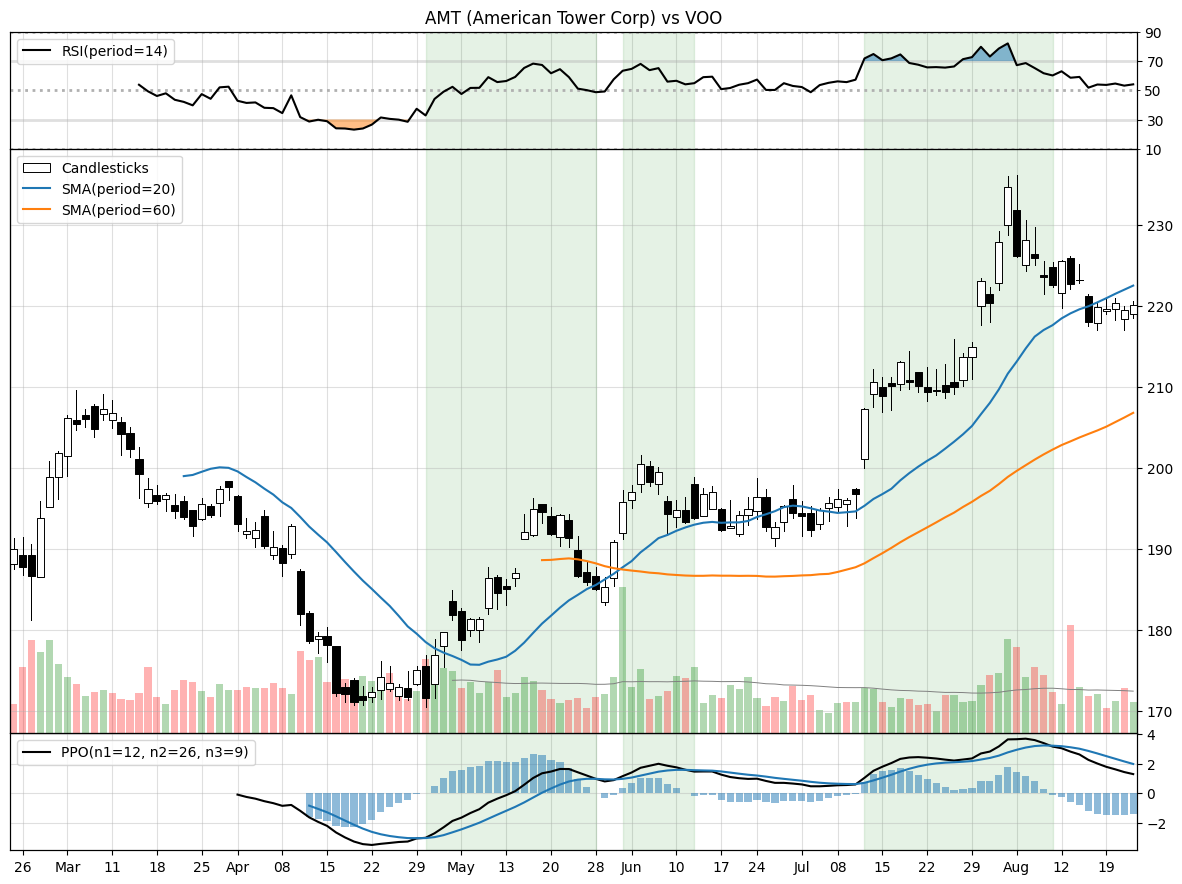 AMT (American Tower Corp) vs VOO
RSI(period=14)
90
70
50
30
10
Candlesticks
SMA(period=20)
SMA(period=60)
230
220
210
200
190
180
170
PPO(n1=12, n2=26, n3=9)
4
2
0
−2
26 Mar 11 18 25 Apr 08 15 22 29 May 13 20 28 Jun 10 17 24 Jul 08 15 22 29 Aug 12 19